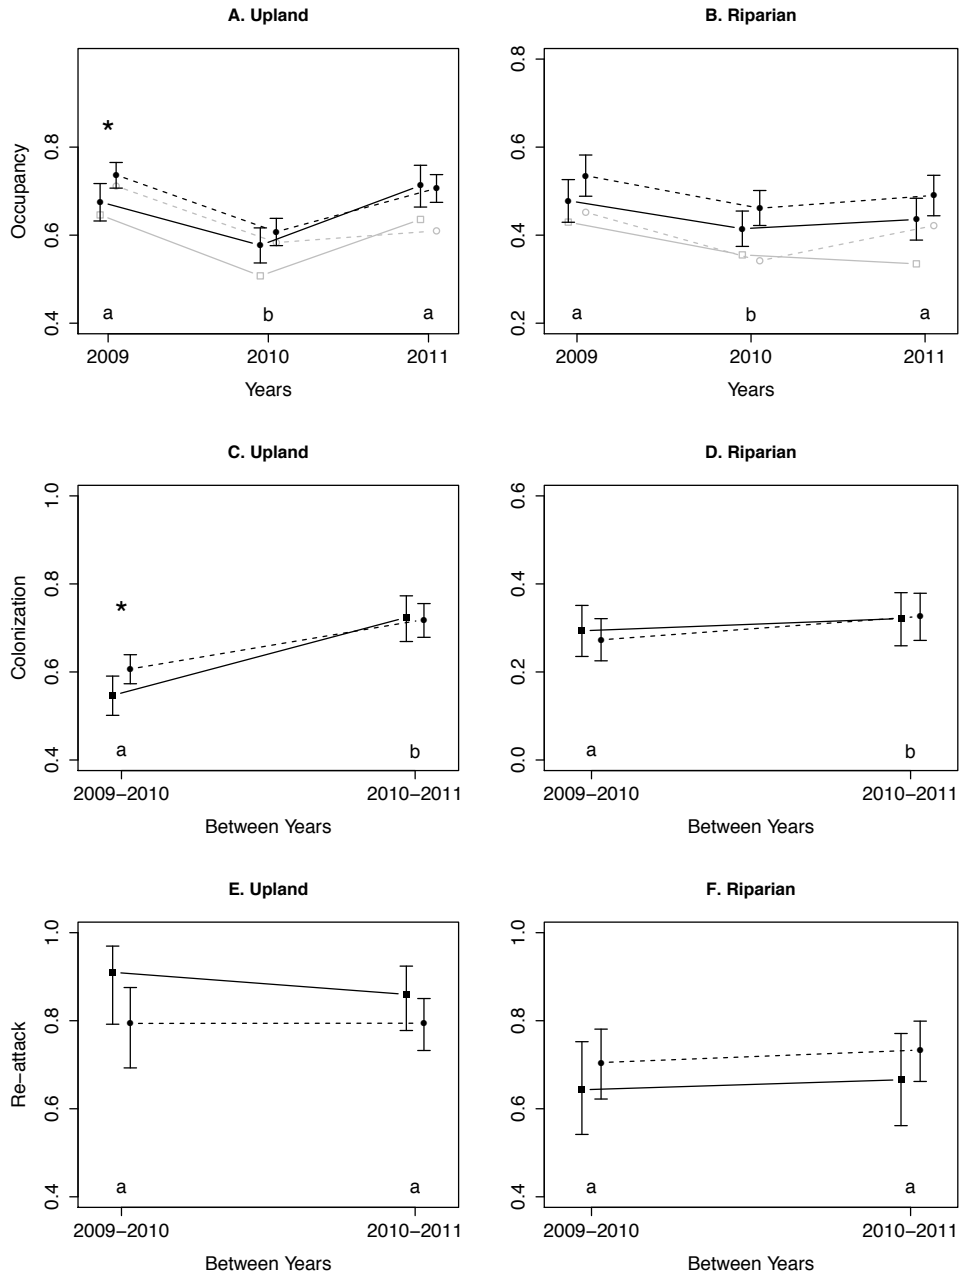 A. Upland
B. Riparian
Occupancy
0.4 0.6 0.8
*
a b a
2009 2010 2011
Years
0.2 0.4 0.6 0.8
a b a
2009 2010 2011
Years
C. Upland
D. Riparian
Colonization
0.4 0.6 0.8 1.0
*
a b
2009–2010 2010–2011
Between Years
0.0 0.2 0.4 0.6
a b
2009–2010 2010–2011
Between Years
E. Upland
F. Riparian
Re−attack
0.4 0.6 0.8 1.0
a a
2009–2010 2010–2011
Between Years
0.4 0.6 0.8 1.0
a a
2009–2010 2010–2011
Between Years